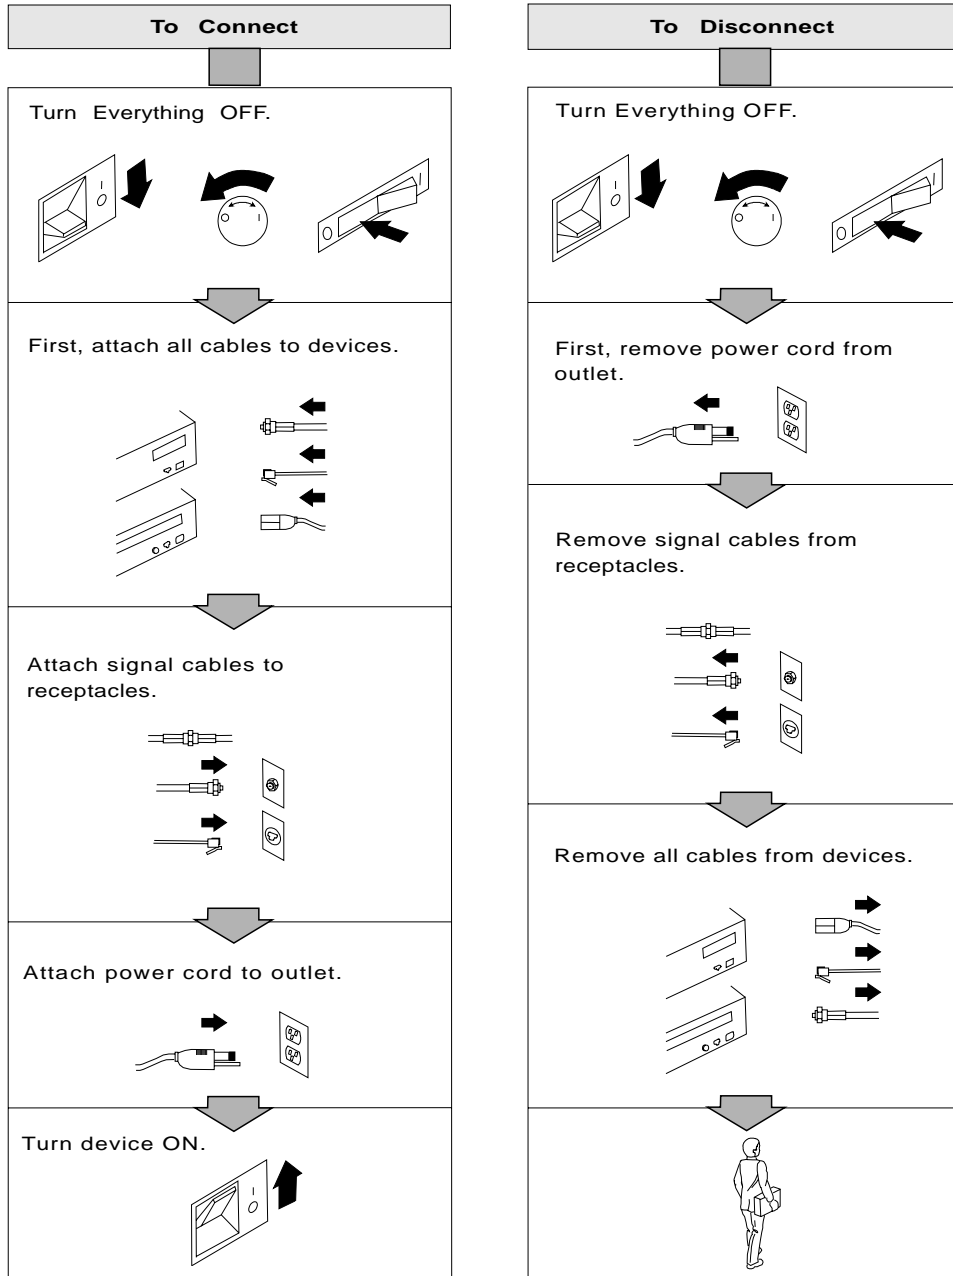 To Connect
Turn Everything OFF.
First, attach all cables to devices.
Attach signal cables to
receptacles.
Attach power cord to outlet.
Turn device ON.
To Disconnect
Turn Everything OFF.
First, remove power cord from
outlet.
Remove signal cables from
receptacles.
Remove all cables from devices.